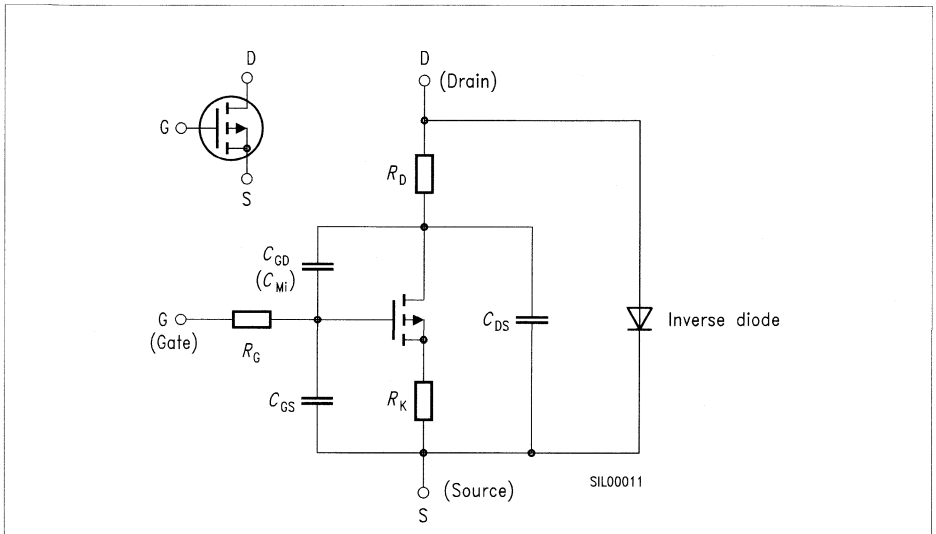 D
G
S
D
(Drain)
R_D
C_GD
(C_Mi)
G
(Gate)
R_G
C_DS
Inverse diode
C_GS
R_K
SIL00011
(Source)
S